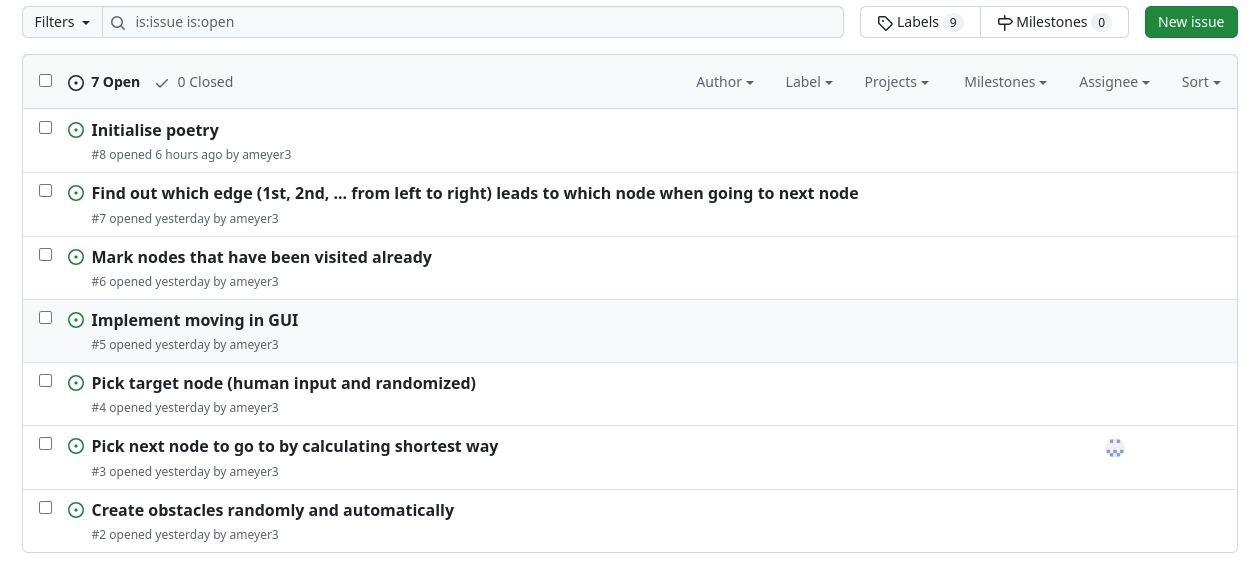 Filters is:issue is:open Labels 9 Milestones 0 New issue
7 Open 0 Closed Author Label Projects Milestones Assignee Sort
Initialise poetry
#8 opened 6 hours ago by ameyer3
Find out which edge (1st, 2nd, ... from left to right) leads to which node when going to next node
#7 opened yesterday by ameyer3
Mark nodes that have been visited already
#6 opened yesterday by ameyer3
Implement moving in GUI
#5 opened yesterday by ameyer3
Pick target node (human input and randomized)
#4 opened yesterday by ameyer3
Pick next node to go to by calculating shortest way
#3 opened yesterday by ameyer3
Create obstacles randomly and automatically
#2 opened yesterday by ameyer3